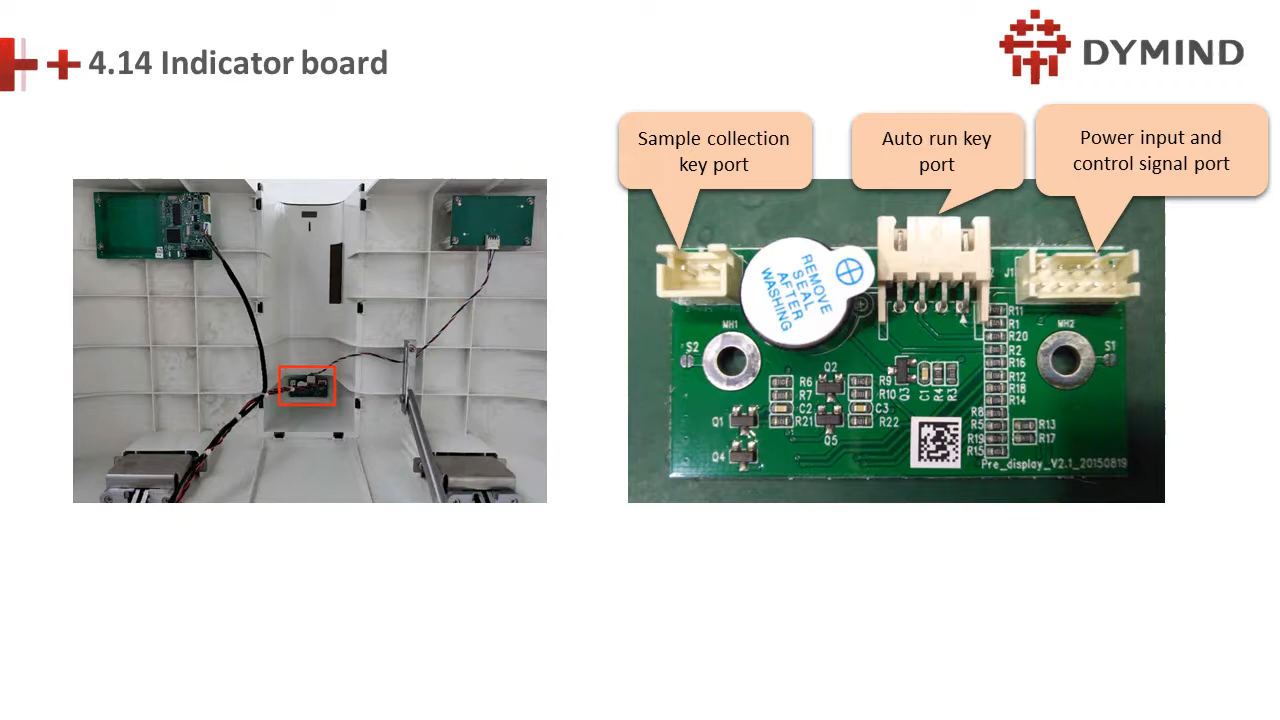 4.14 Indicator board
DYMIND
Sample collection
key port
Auto run key
port
Power input and
control signal port
REMOVE
SEAL
AFTER
WASHING
J1
MH1
MH2
S2
S1
R11
R1
R20
R2
R16
R12
R18
R14
R8
R5
R19
R15
R13
R17
Q2
R6
R7
C2
R21
R9
R10
C3
R22
Q3
C1
R4
R3
Q1
Q5
Q4
Pre_display_V2.1_20150819